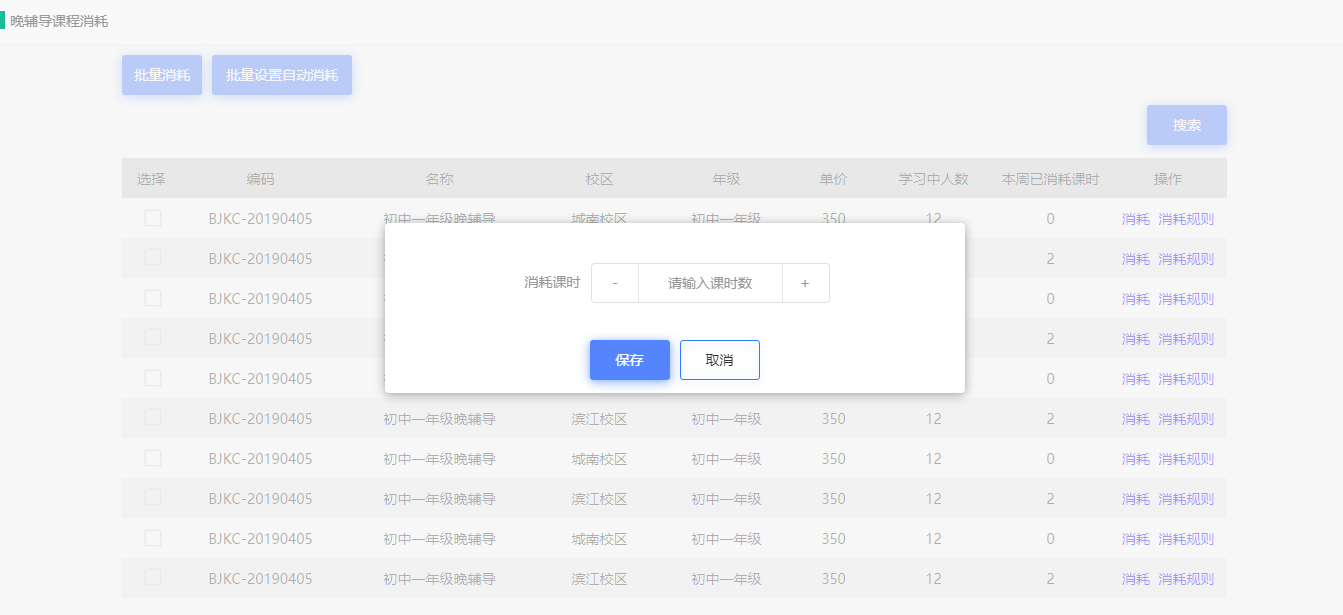 晚辅导课程消耗
批量消耗 批量设置自动消耗
搜索
选择 编码 名称 校区 年级 单价 学习中人数 本周已消耗课时 操作
BJKC-20190405 初中一年级晚辅导 城南校区 初中一年级 350 12 0 消耗 消耗规则
BJKC-20190405 2 消耗 消耗规则
消耗课时 - 请输入课时数 +
BJKC-20190405 0 消耗 消耗规则
BJKC-20190405 2 消耗 消耗规则
保存 取消
BJKC-20190405 0 消耗 消耗规则
BJKC-20190405 初中一年级晚辅导 滨江校区 初中一年级 350 12 2 消耗 消耗规则
BJKC-20190405 初中一年级晚辅导 城南校区 初中一年级 350 12 0 消耗 消耗规则
BJKC-20190405 初中一年级晚辅导 滨江校区 初中一年级 350 12 2 消耗 消耗规则
BJKC-20190405 初中一年级晚辅导 城南校区 初中一年级 350 12 0 消耗 消耗规则
BJKC-20190405 初中一年级晚辅导 滨江校区 初中一年级 350 12 2 消耗 消耗规则